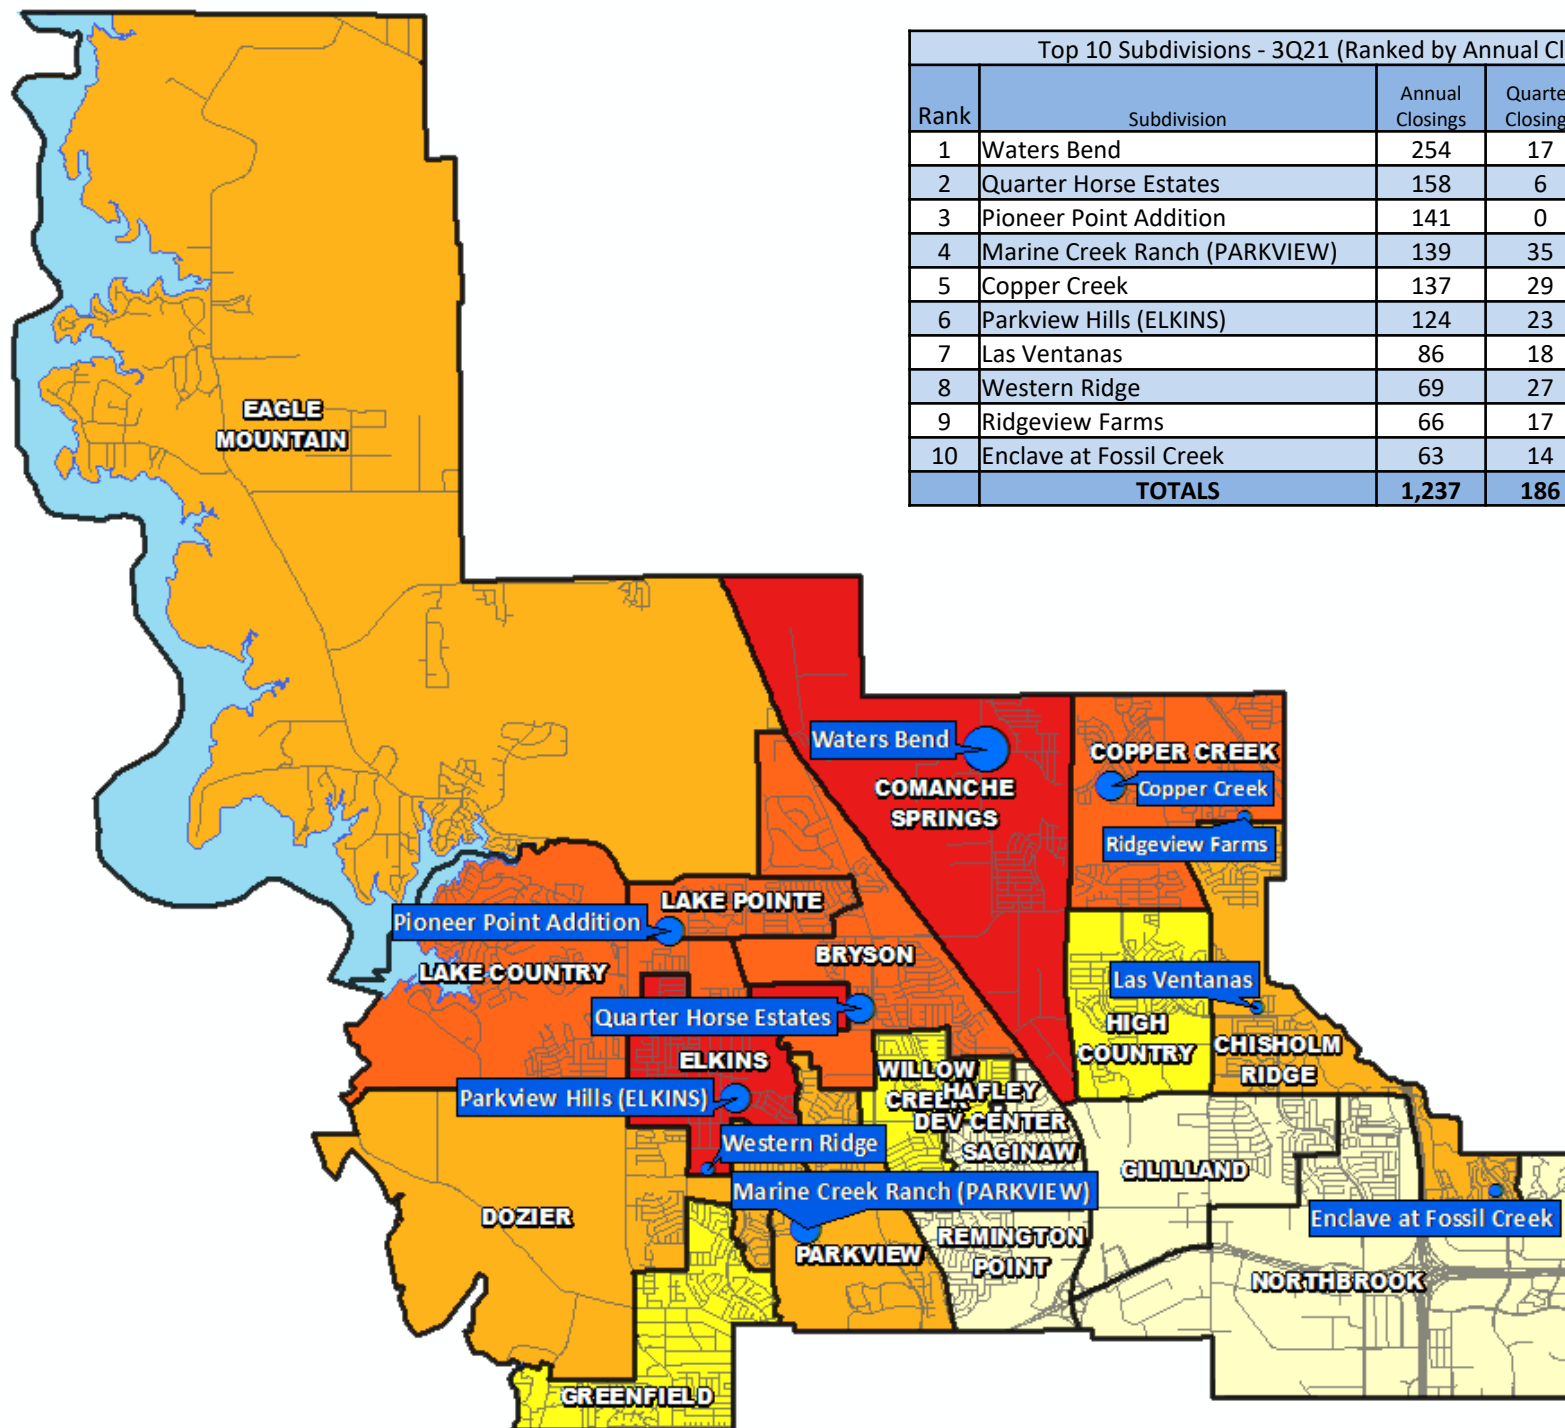 Top 10 Subdivisions - 3Q21 (Ranked by Annual Cl
Rank Subdivision Annual Closings Quarte Closing
1 Waters Bend 254 17
2 Quarter Horse Estates 158 6
3 Pioneer Point Addition 141 0
4 Marine Creek Ranch (PARKVIEW) 139 35
5 Copper Creek 137 29
6 Parkview Hills (ELKINS) 124 23
7 Las Ventanas 86 18
8 Western Ridge 69 27
9 Ridgeview Farms 66 17
10 Enclave at Fossil Creek 63 14
TOTALS 1,237 186
EAGLE
MOUNTAIN
Waters Bend
COMANCHE
SPRINGS
COPPER CREEK
Copper Creek
Ridgeview Farms
LAKE POINTE
Pioneer Point Addition
LAKE COUNTRY
BRYSON
Las Ventanas
Quarter Horse Estates
HIGH
COUNTRY
CHISHOLM
RIDGE
ELKINS
WILLOW
CREEK
HAFLEY
DEV CENTER
Parkview Hills (ELKINS)
Western Ridge
SAGINAW
GILILLAND
Marine Creek Ranch (PARKVIEW)
DOZIER
Enclave at Fossil Creek
PARKVIEW
REMINGTON
POINT
NORTHBROOK
GREENFIELD